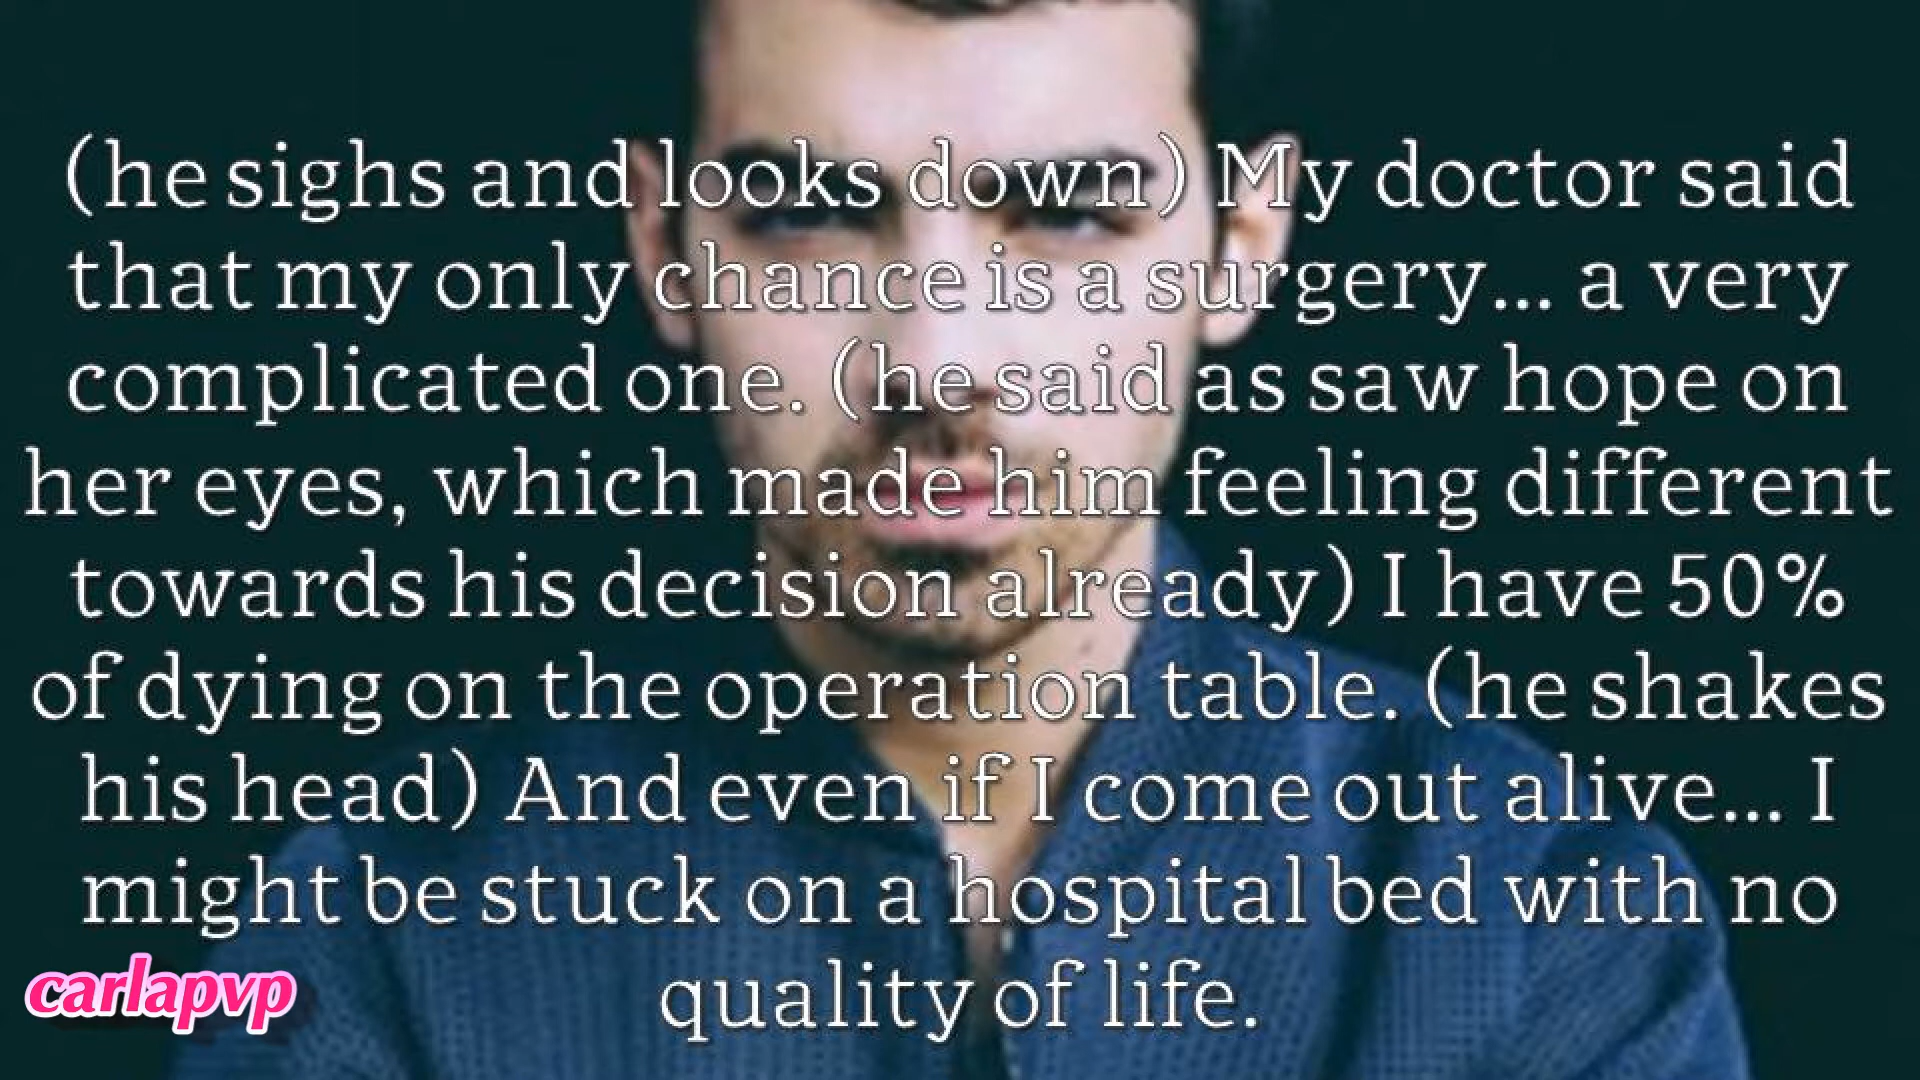 (he sighs and looks down) My doctor said
that my only chance is a surgery... a very
complicated one. (he said as saw hope on
her eyes, which made him feeling different
towards his decision already) I have 50%
of dying on the operation table. (he shakes
his head) And even if I come out alive... I
might be stuck on a hospital bed with no
quality of life.
carlapvp